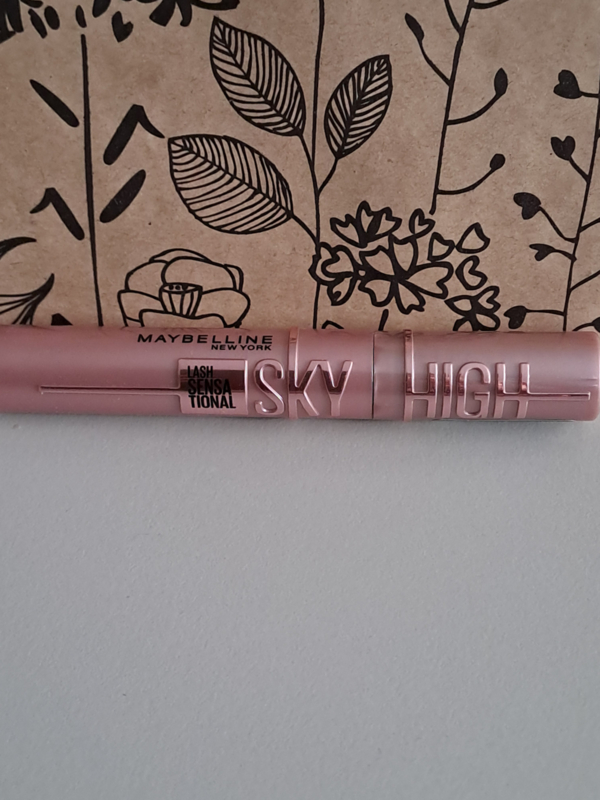 MAYBELLINE
NEW YORK
LASH
SENSA
TIONAL
SKY HIGH